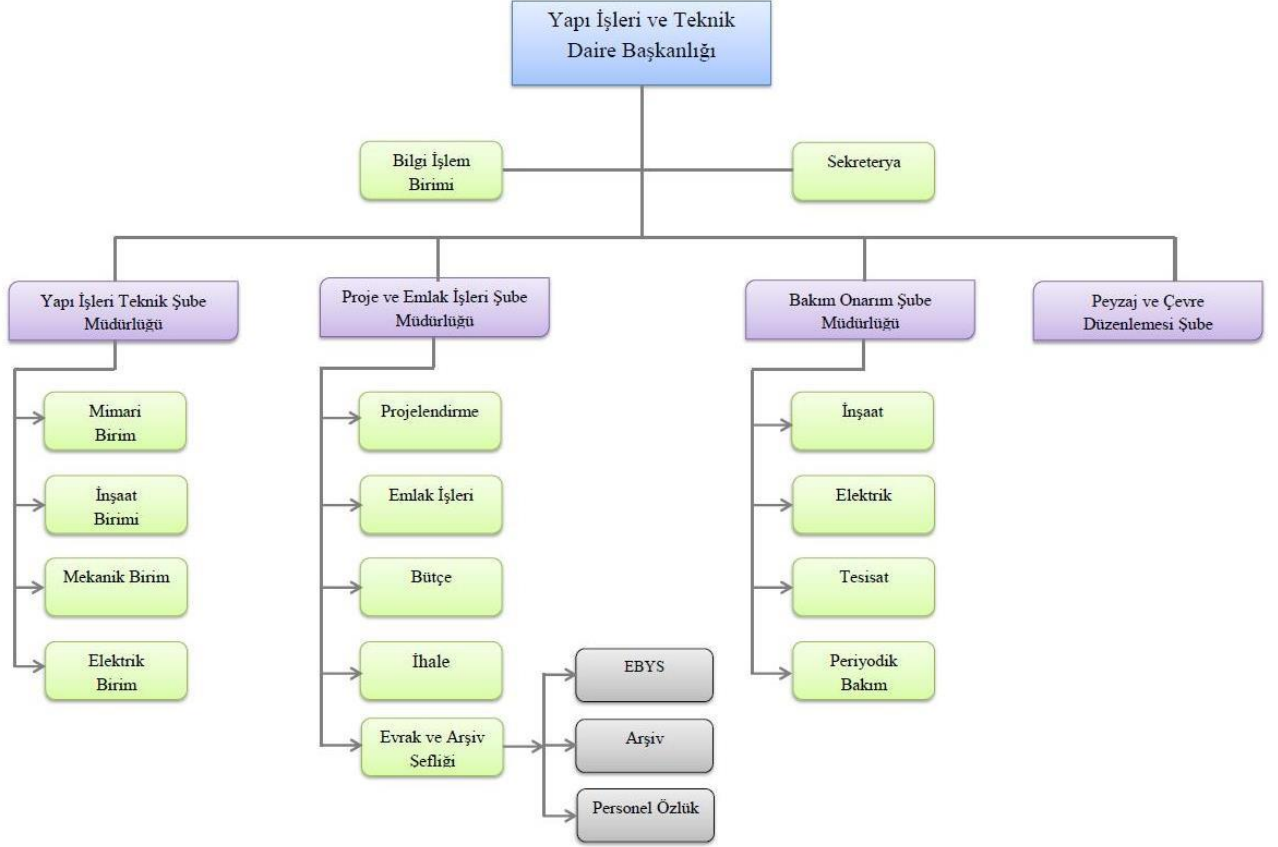 Yapı İşleri ve Teknik
Daire Başkanlığı
Bilgi İşlem
Birimi
Sekreterya
Yapı İşleri Teknik Şube
Müdürlüğü
Proje ve Emlak İşleri Şube
Müdürlüğü
Bakım Onarım Şube
Müdürlüğü
Peyzaj ve Çevre
Düzenlemesi Şube
Mimari
Birim
İnşaat
Birimi
Mekanik Birim
Elektrik
Birim
Projelendirme
Emlak İşleri
Bütçe
İhale
Evrak ve Arşiv
Şefliği
EBYS
Arşiv
Personel Özlük
İnşaat
Elektrik
Tesisat
Periyodik
Bakım